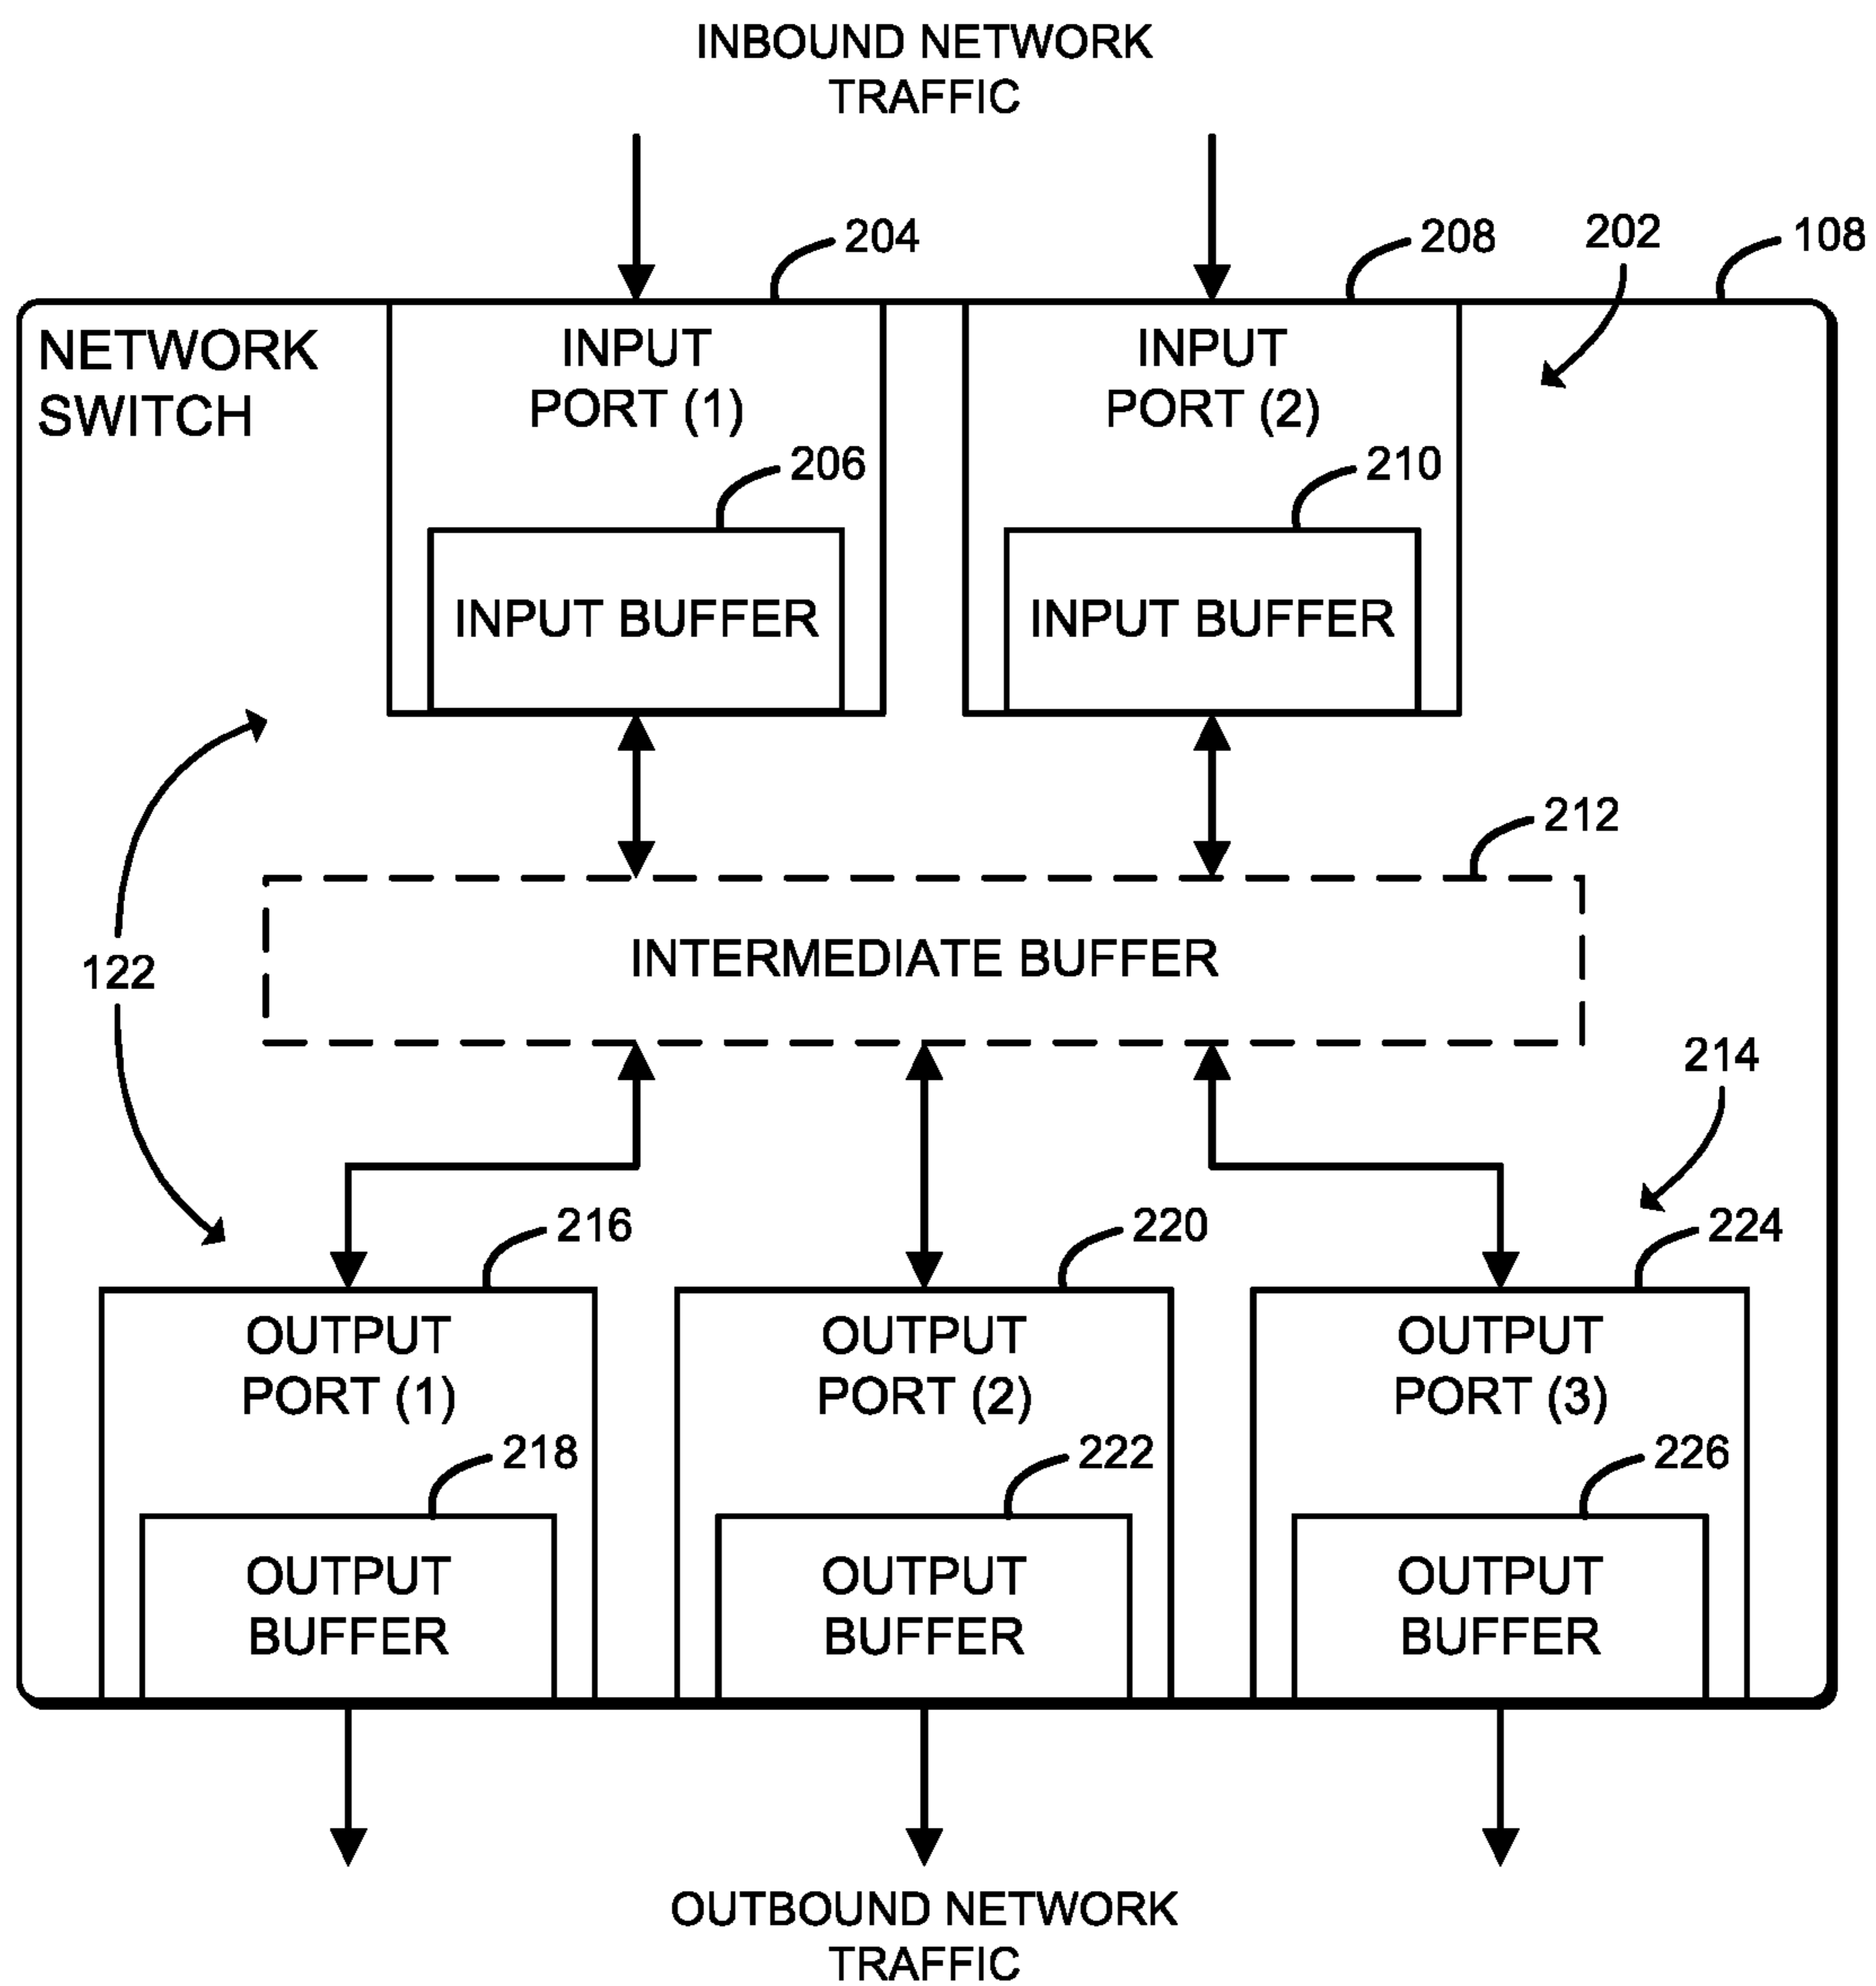 INBOUND NETWORK
TRAFFIC
204
208
202
108
NETWORK
SWITCH
INPUT
PORT (1)
INPUT
PORT (2)
206
210
INPUT BUFFER
INPUT BUFFER
212
INTERMEDIATE BUFFER
122
214
216
220
224
OUTPUT
PORT (1)
OUTPUT
PORT (2)
OUTPUT
PORT (3)
218
222
226
OUTPUT
BUFFER
OUTPUT
BUFFER
OUTPUT
BUFFER
OUTBOUND NETWORK
TRAFFIC